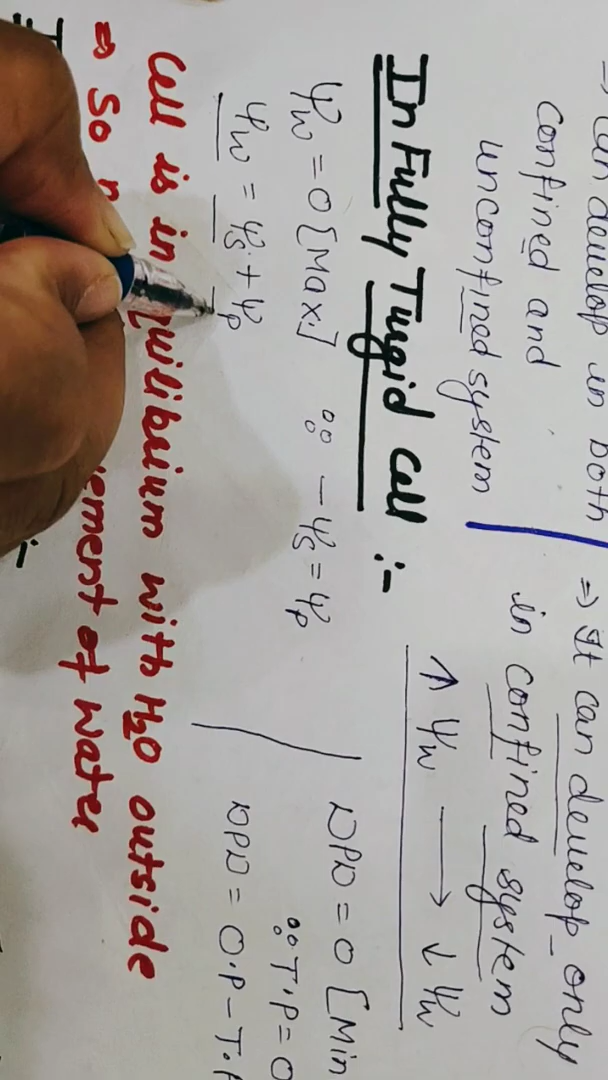 ⇒ Can develop in both
confined and
unconfined system
⇒ It can develop only
in confined system
↑ Ψw → ↓ Ψw
In Fully Turgid Cell :-
Ψw = 0 [Max.] ∵ - Ψs = Ψp
Ψw = Ψs + Ψp
DPD = 0 [Min
∵ T.P = O
DPD = O.P - T.P
Cell is in with H2O outside
⇒ So of water